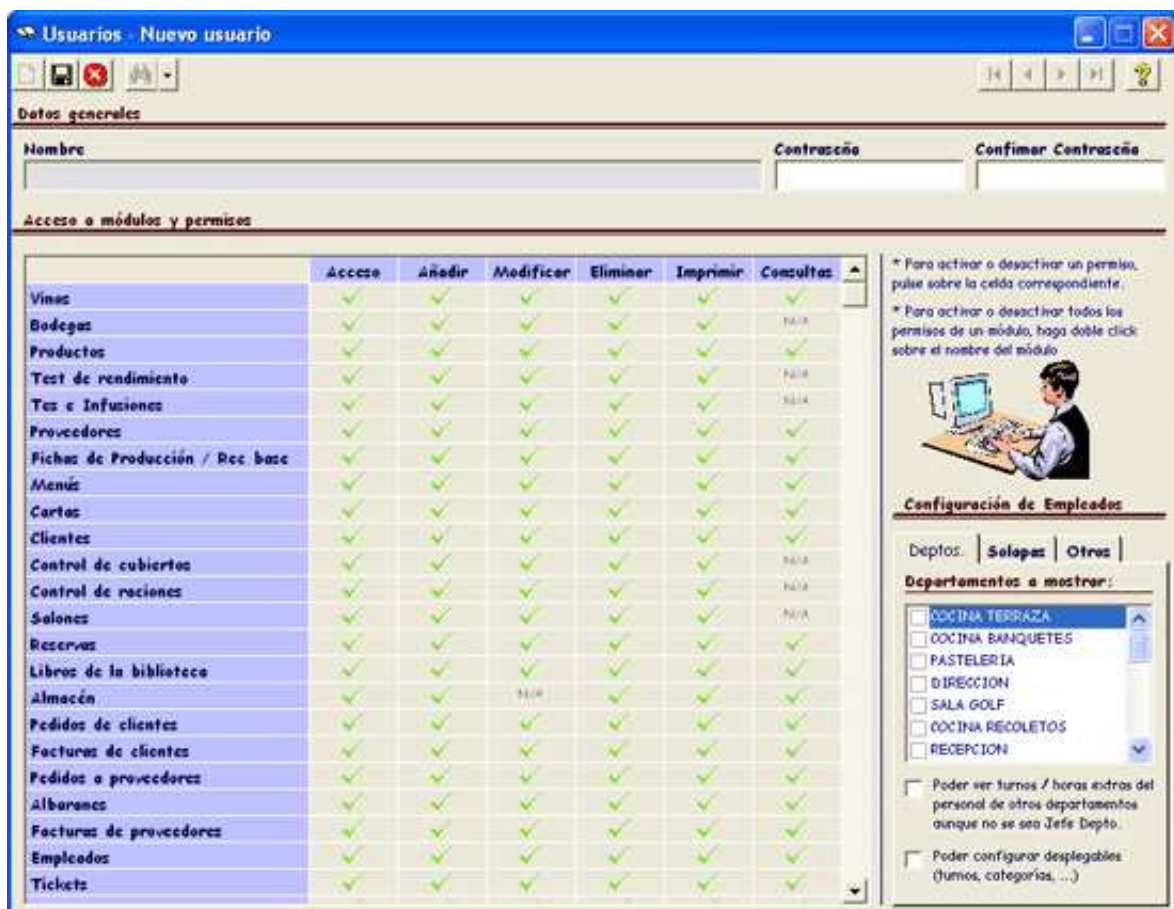 Usuarios - Nuevo usuario
Datos generales
Nombre Contraseña Confimar Contraseña
Acceso a módulos y permisos
Acceso Añadir Modificar Eliminar Imprimir Consultas
Vinos
Bodegas N/A
Productos
Test de rendimiento N/A
Tes e Infusiones N/A
Proveedores
Fichas de Producción / Rec base
Menús
Cartas
Clientes
Control de cubiertos N/A
Control de raciones N/A
Salones N/A
Reservas
Libros de la biblioteca
Almacén N/A
Pedidos de clientes
Facturas de clientes
Pedidos a proveedores
Albaranes
Facturas de proveedores
Empleados
Tickets
* Para activar o desactivar un permiso,
pulse sobre la celda correspondiente.
* Para activar o desactivar todos los
permisos de un módulo, haga doble click
sobre el nombre del módulo
Configuración de Empleados
Deptos. Solapas Otros
Departamentos a mostrar:
COCINA TERRAZA
COCINA BANQUETES
PASTELERIA
DIRECCION
SALA GOLF
COCINA RECOLETOS
RECEPCION
Poder ver turnos / horas extras del
personal de otros departamentos
aunque no se sea Jefe Depto.
Poder configurar desplegables
(turnos, categorías, ...)